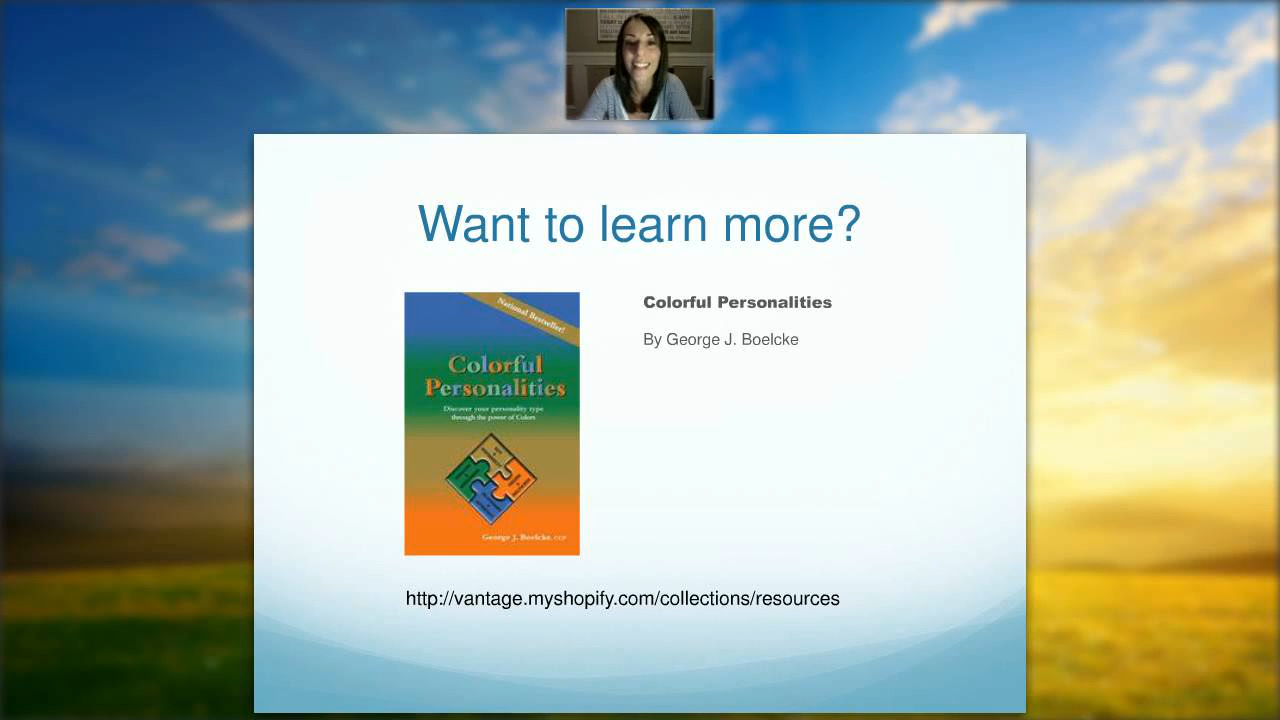 Want to learn more?
National Bestseller!
Colorful
Personalities
Discover your personality type
through the power of Colors
George J. Boelcke, CCP
Colorful Personalities
By George J. Boelcke
http://vantage.myshopify.com/collections/resources